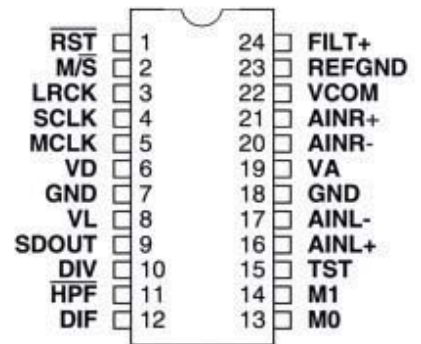 RST 1 24 FILT+
M/S 2 23 REFGND
LRCK 3 22 VCOM
SCLK 4 21 AINR+
MCLK 5 20 AINR-
VD 6 19 VA
GND 7 18 GND
VL 8 17 AINL-
SDOUT 9 16 AINL+
DIV 10 15 TST
HPF 11 14 M1
DIF 12 13 M0